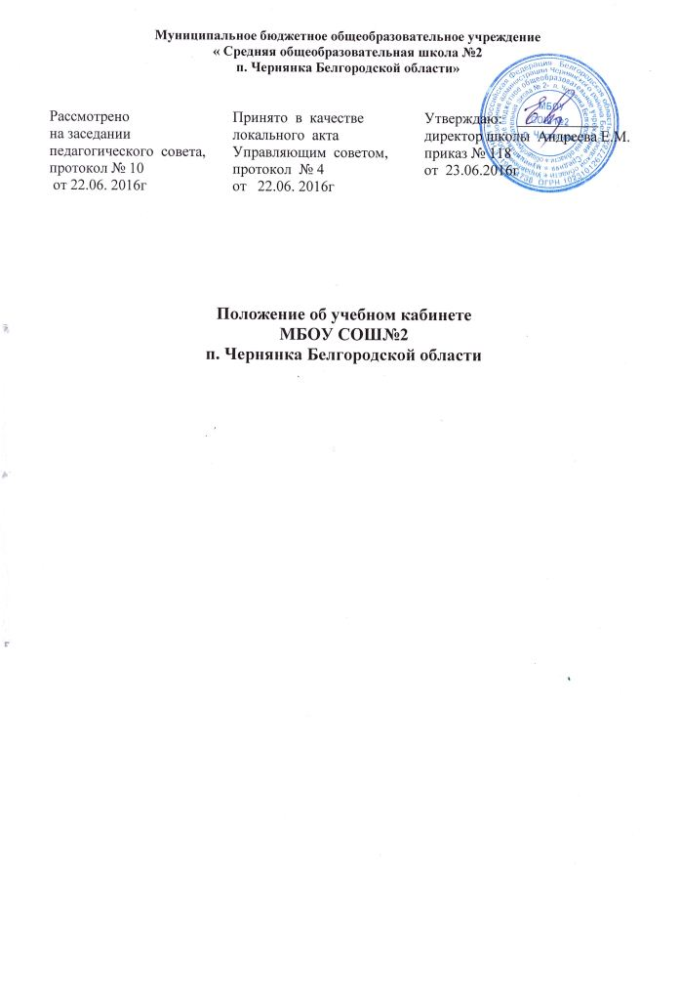 Муниципальное бюджетное общеобразовательное учреждение
« Средняя общеобразовательная школа №2
п. Чернянка Белгородской области»
Рассмотрено
на заседании
педагогического совета,
протокол № 10
от 22.06. 2016г
Принято в качестве
локального акта
Управляющим советом,
протокол № 4
от 22.06. 2016г
Утверждаю:
директор школы Андреева Е.М.
приказ № 118
от 23.06.2016г
МБОУ
Положение об учебном кабинете
МБОУ СОШ№2
п. Чернянка Белгородской области